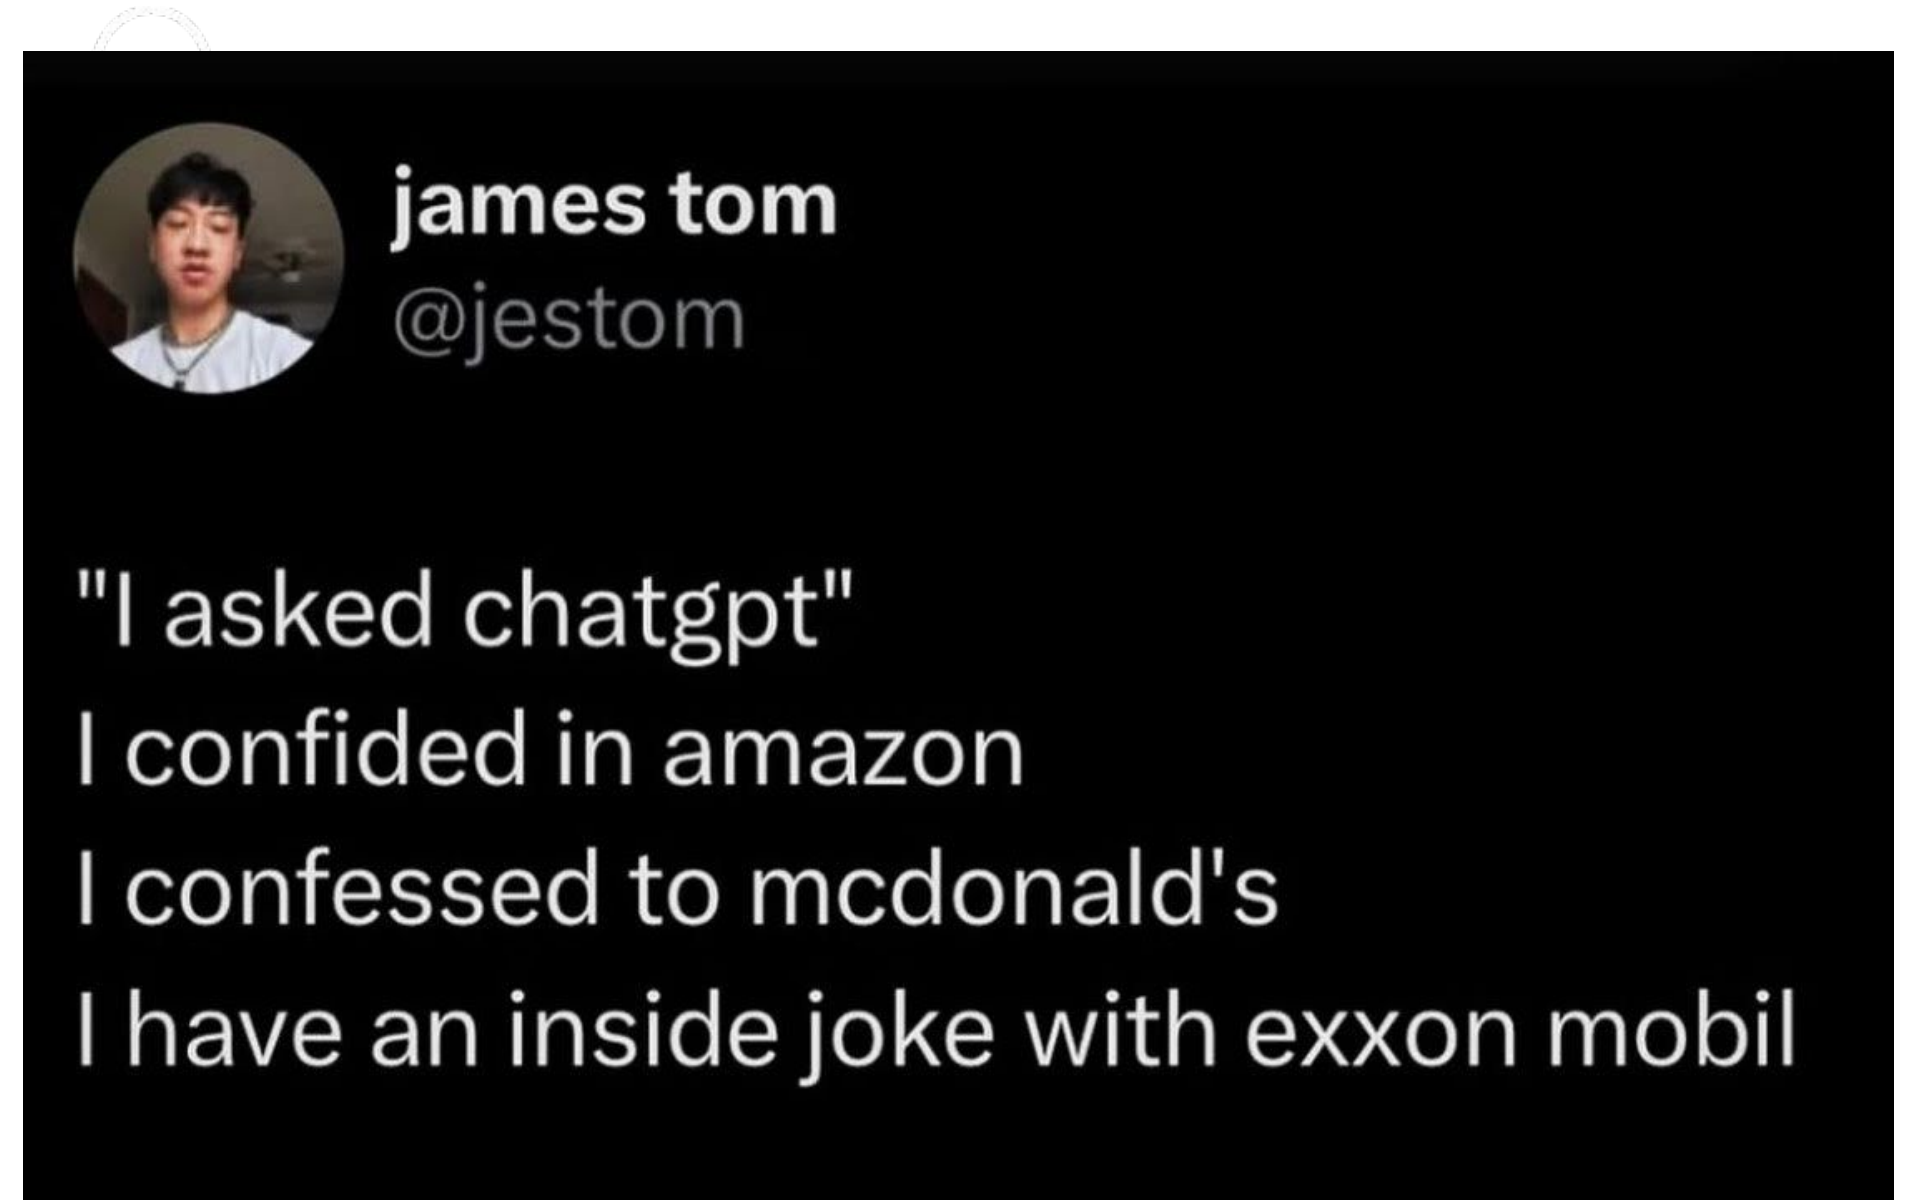 james tom
@jestom
"I asked chatgpt"
I confided in amazon
I confessed to mcdonald's
I have an inside joke with exxon mobil